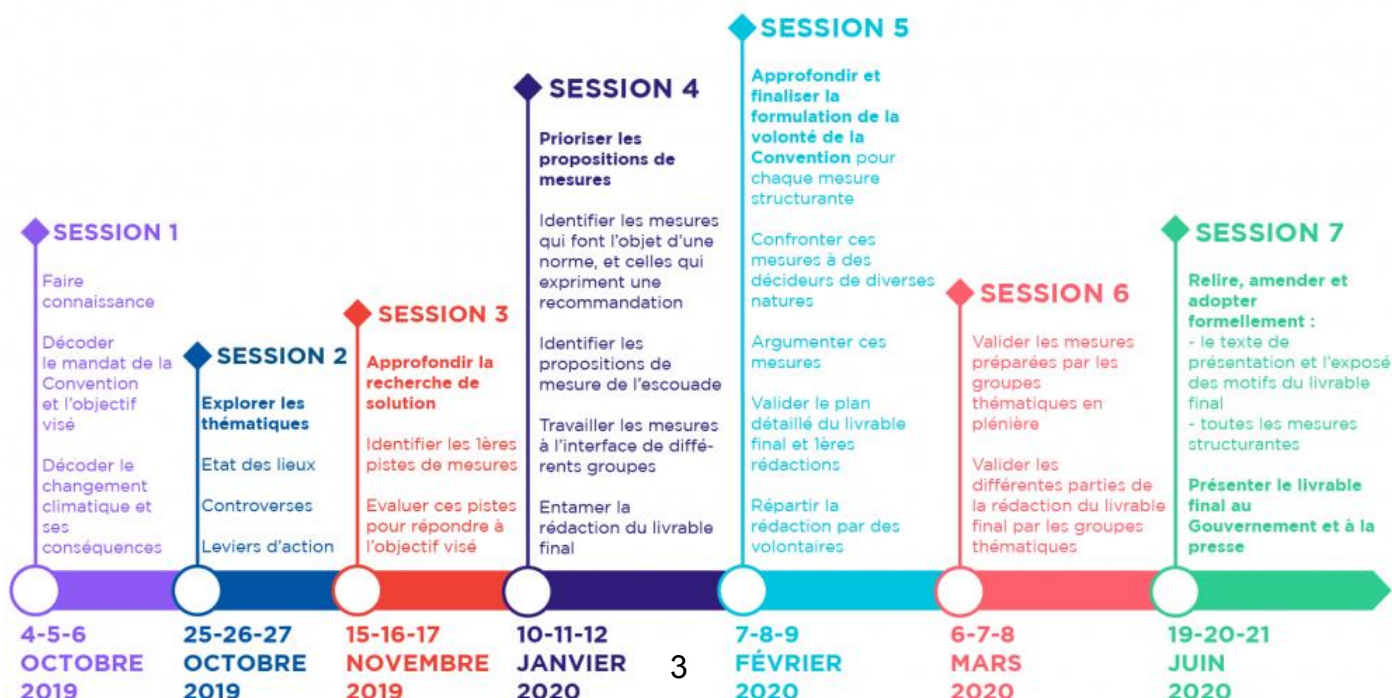 SESSION 1
Faire
connaissance
Décoder
le mandat de la
Convention
et l'objectif
visé
Décoder le
changement
climatique et
ses
conséquences
4-5-6
OCTOBRE
2019
SESSION 2
Explorer les
thématiques
Etat des lieux
Controverses
Leviers d'action
25-26-27
OCTOBRE
2019
SESSION 3
Approfondir la
recherche de
solution
Identifier les 1ères
pistes de mesures
Evaluer ces pistes
pour répondre à
l'objectif visé
15-16-17
NOVEMBRE
2019
SESSION 4
Prioriser les
propositions de
mesures
Identifier les mesures
qui font l'objet d'une
norme, et celles qui
expriment une
recommandation
Identifier les
propositions de
mesure de l'escouade
Travailler les mesures
à l'interface de diffé-
rents groupes
Entamer la
rédaction du livrable
final
10-11-12
JANVIER
2020
3
SESSION 5
Approfondir et
finaliser la
formulation de la
volonté de la
Convention pour
chaque mesure
structurante
Confronter ces
mesures à des
décideurs de diverses
natures
Argumenter ces
mesures
Valider le plan
détaillé du livrable
final et 1ères
rédactions
Répartir la
rédaction par des
volontaires
7-8-9
FÉVRIER
2020
SESSION 6
Valider les mesures
préparées par les
groupes
thématiques en
plénière
Valider les
différentes parties de
la rédaction du livrable
final par les groupes
thématiques
6-7-8
MARS
2020
SESSION 7
Relire, amender et
adopter
formellement :
- le texte de
présentation et l'exposé
des motifs du livrable
final
- toutes les mesures
structurantes
Présenter le livrable
final au
Gouvernement et à la
presse
19-20-21
JUIN
2020